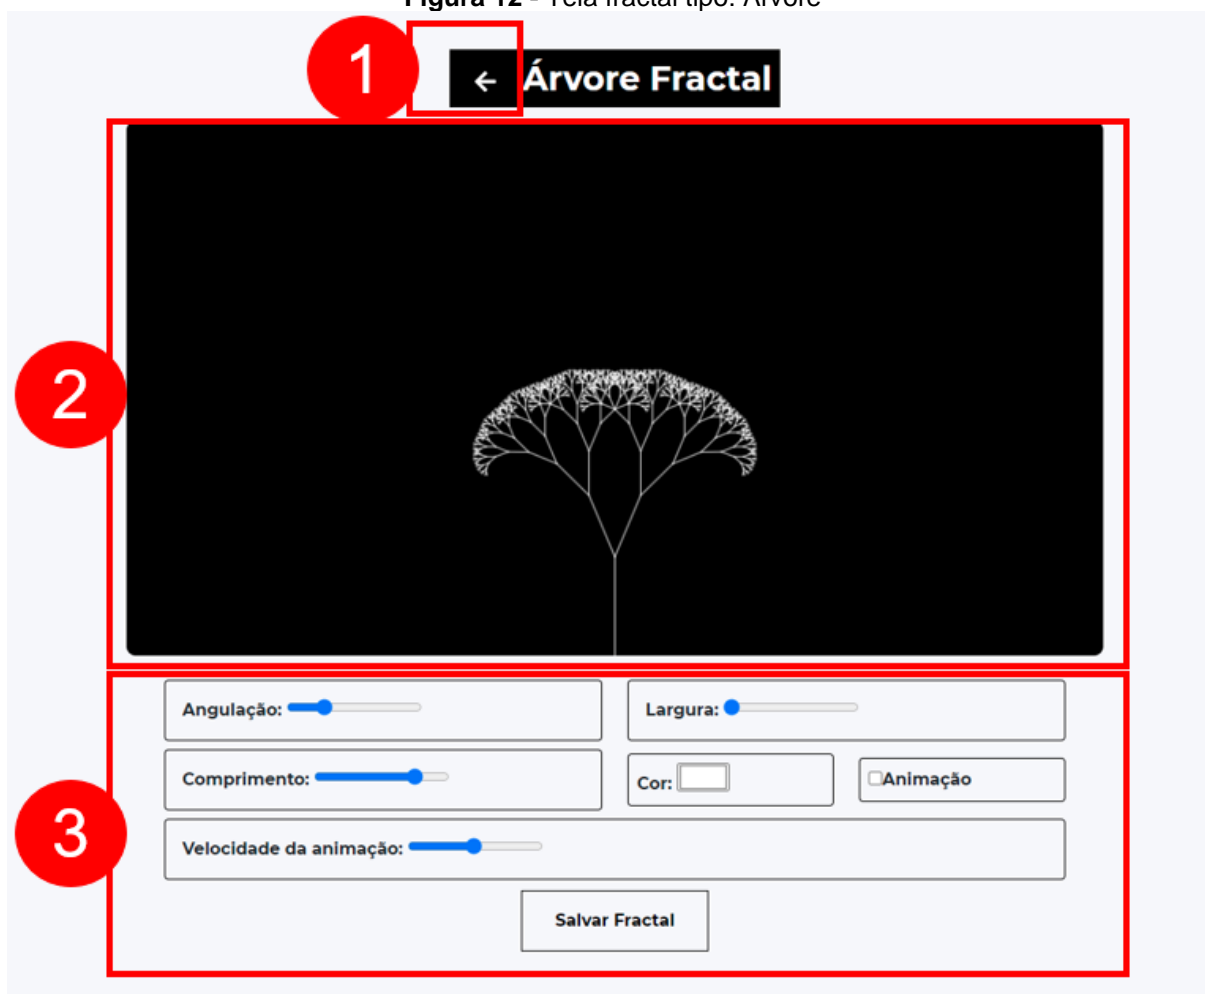 Figura 12 - Tela fractal tipo: Árvore
1
← Árvore Fractal
2
3
Angulação:
Largura:
Comprimento:
Cor:
Animação
Velocidade da animação:
Salvar Fractal